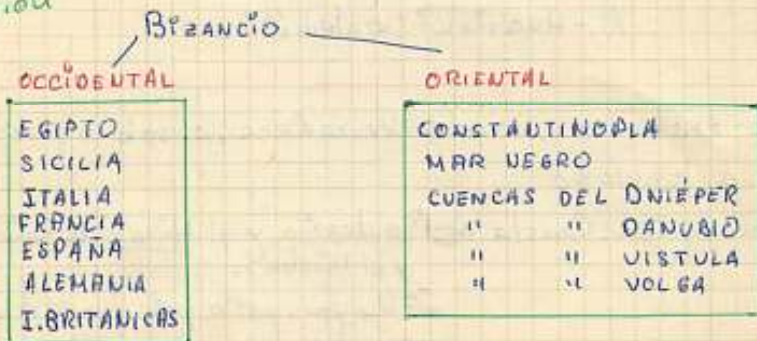 Bizancio
OCCIDENTAL
EGIPTO
SICILIA
ITALIA
FRANCIA
ESPAÑA
ALEMANIA
I.BRITANICAS
ORIENTAL
CONSTANTINOPLA
MAR NEGRO
CUENCAS DEL DNIÉPER
" " DANUBIO
" " VISTULA
" " VOLGA